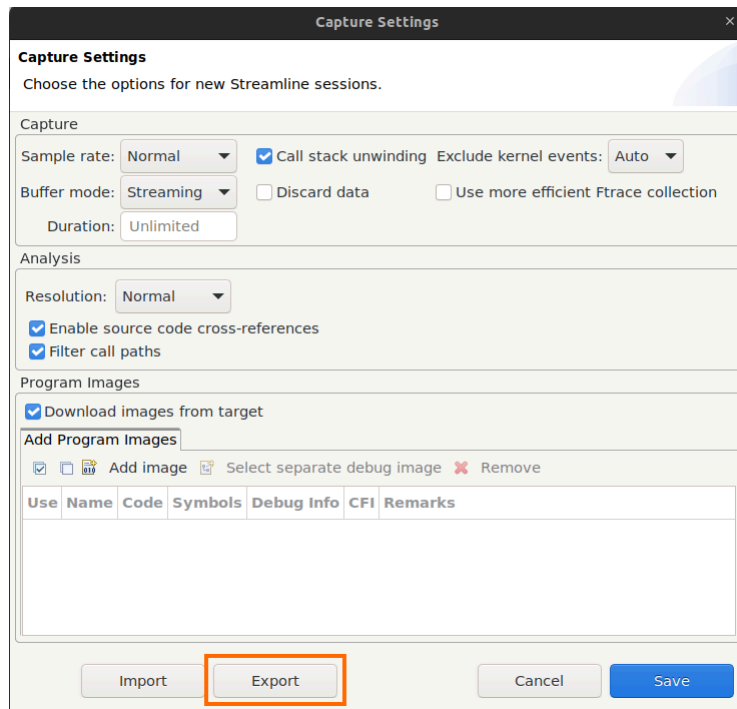 Capture Settings
Capture Settings
Choose the options for new Streamline sessions.
Capture
Sample rate: Normal Call stack unwinding Exclude kernel events: Auto
Buffer mode: Streaming Discard data Use more efficient Ftrace collection
Duration: Unlimited
Analysis
Resolution: Normal
Enable source code cross-references
Filter call paths
Program Images
Download images from target
Add Program Images
Add image Select separate debug image Remove
Use Name Code Symbols Debug Info CFI Remarks
Import Export Cancel Save